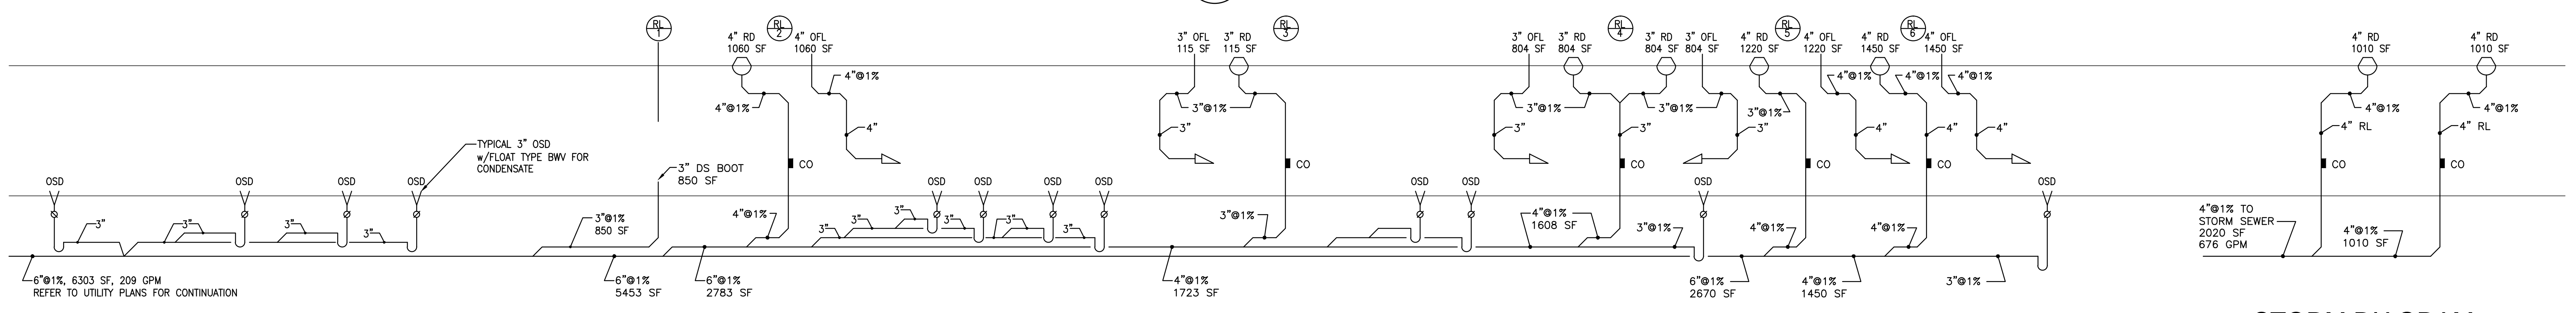 RL
1
RL
2
RL
3
RL
4
RL
5
RL
6
4" RD
1060 SF
4" OFL
1060 SF
3" OFL
115 SF
3" RD
115 SF
3" OFL
804 SF
3" RD
804 SF
3" RD
804 SF
3" OFL
804 SF
4" RD
1220 SF
4" OFL
1220 SF
4" RD
1450 SF
4" OFL
1450 SF
4" RD
1010 SF
4" RD
1010 SF
4"@1%
4"@1%
4"
3"@1%
3"
3"@1%
3"@1%
3"
3"
3"
3"@1%
4"@1%
4"@1%
4"@1%
4"
4"
4"
4"@1%
4"@1%
4" RL
4" RL
CO
CO
CO
CO
CO
CO
CO
TYPICAL 3" OSD
w/FLOAT TYPE BWV FOR
CONDENSATE
3" DS BOOT
850 SF
OSD
OSD
OSD
OSD
OSD
OSD
OSD
OSD
OSD
OSD
OSD
OSD
3"
3"
3"
3"
3"@1%
850 SF
4"@1%
3"
3"
3"
3"
3"
3"
3"@1%
4"@1%
1608 SF
3"@1%
4"@1%
4"@1%
4"@1% TO
STORM SEWER
2020 SF
676 GPM
4"@1%
1010 SF
6"@1%, 6303 SF, 209 GPM
REFER TO UTILITY PLANS FOR CONTINUATION
6"@1%
5453 SF
6"@1%
2783 SF
4"@1%
1723 SF
6"@1%
2670 SF
4"@1%
1450 SF
3"@1%